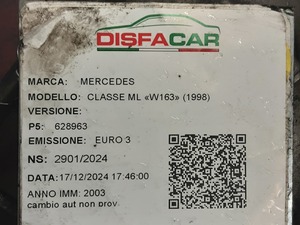 DISFACAR
MARCA: MERCEDES
MODELLO: CLASSE ML «W163» (1998)
VERSIONE:
P5: 628963
EMISSIONE: EURO 3
NS: 2901/2024
DATA:17/12/2024 17:46:00
ANNO IMM: 2003
cambio aut non prov